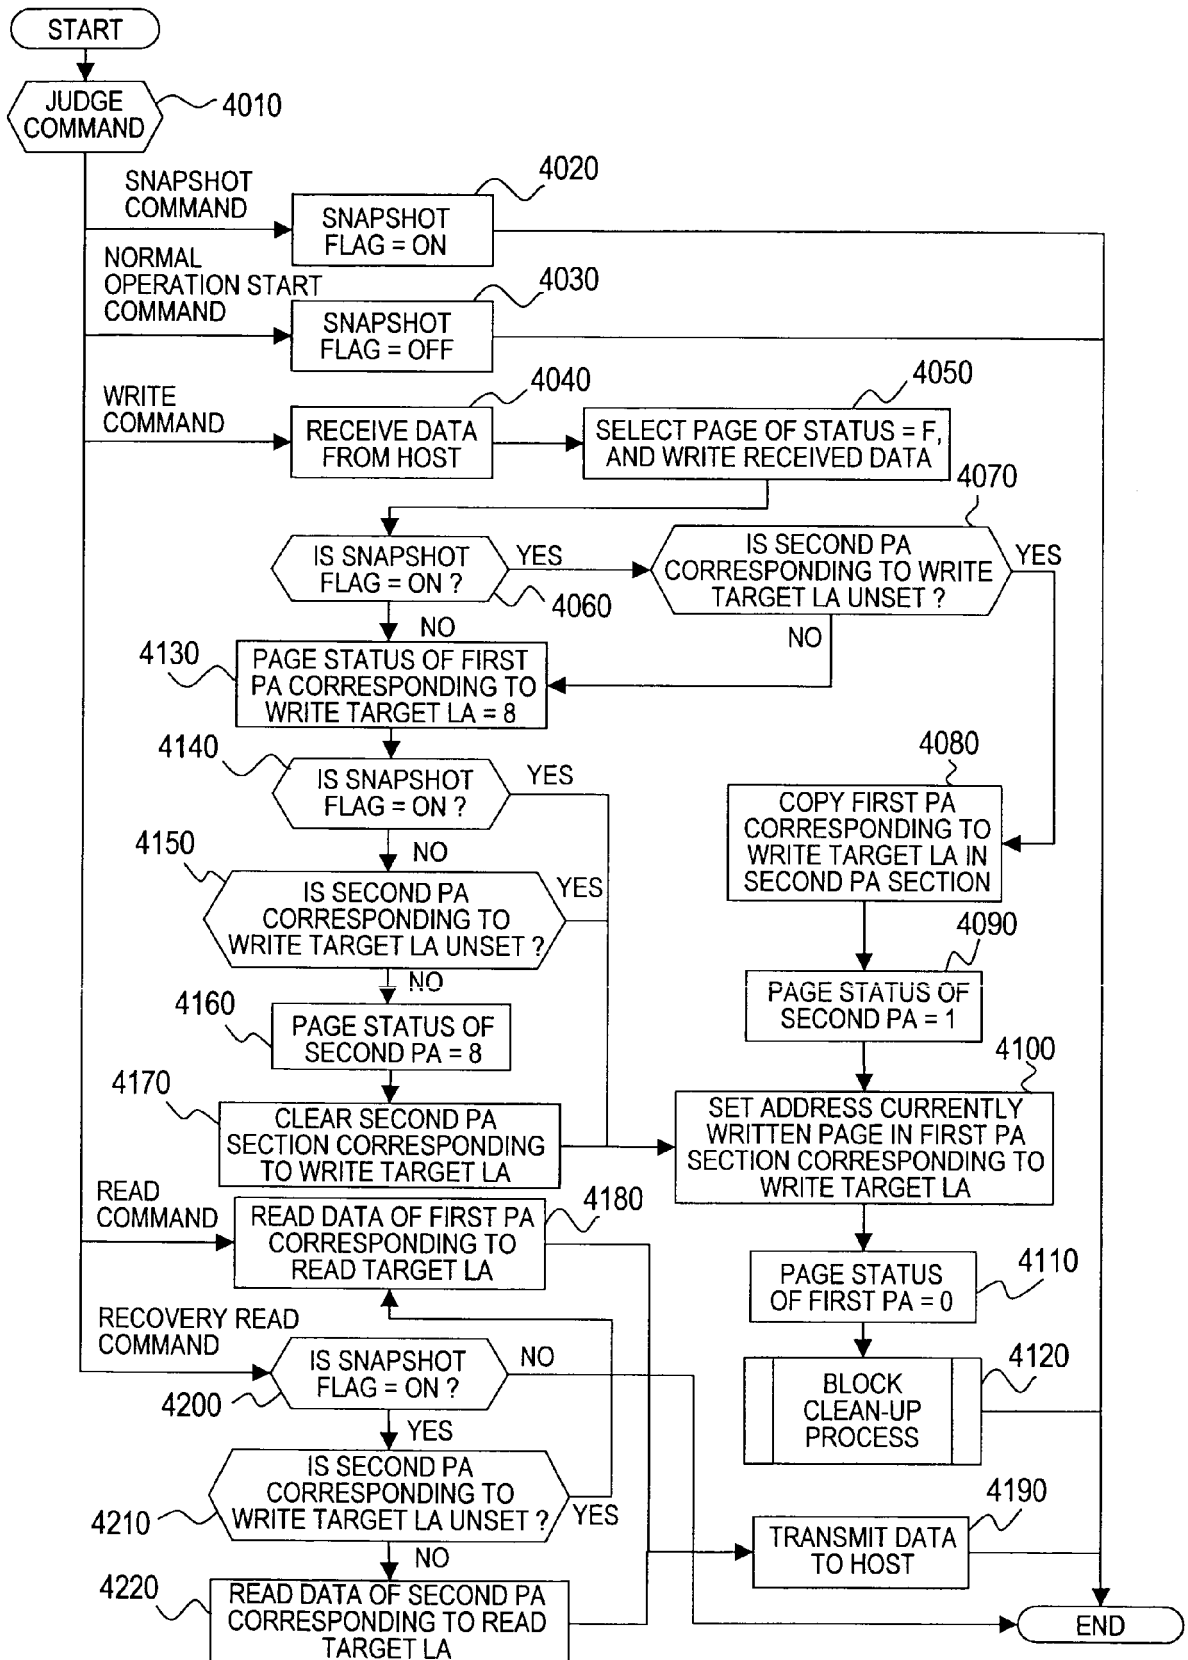 START
JUDGE
COMMAND
4010
SNAPSHOT
COMMAND
4020
SNAPSHOT
FLAG = ON
NORMAL
OPERATION START
COMMAND
4030
SNAPSHOT
FLAG = OFF
WRITE
COMMAND
4040
RECEIVE DATA
FROM HOST
4050
SELECT PAGE OF STATUS = F,
AND WRITE RECEIVED DATA
IS SNAPSHOT
FLAG = ON ?
YES
4060
NO
4070
IS SECOND PA
CORRESPONDING TO WRITE
TARGET LA UNSET ?
YES
NO
4130
PAGE STATUS OF FIRST
PA CORRESPONDING TO
WRITE TARGET LA = 8
4140
IS SNAPSHOT
FLAG = ON ?
YES
NO
4080
COPY FIRST PA
CORRESPONDING TO
WRITE TARGET LA IN
SECOND PA SECTION
4150
IS SECOND PA
CORRESPONDING TO
WRITE TARGET LA UNSET ?
YES
NO
4090
PAGE STATUS OF
SECOND PA = 1
4160
PAGE STATUS OF
SECOND PA = 8
4100
SET ADDRESS CURRENTLY
WRITTEN PAGE IN FIRST PA
SECTION CORRESPONDING TO
WRITE TARGET LA
4170
CLEAR SECOND PA
SECTION CORRESPONDING
TO WRITE TARGET LA
READ
COMMAND
4180
READ DATA OF FIRST PA
CORRESPONDING TO
READ TARGET LA
4110
PAGE STATUS
OF FIRST PA = 0
RECOVERY READ
COMMAND
IS SNAPSHOT
FLAG = ON ?
NO
4200
YES
4120
BLOCK
CLEAN-UP
PROCESS
IS SECOND PA
CORRESPONDING TO
WRITE TARGET LA UNSET ?
YES
4210
NO
4190
TRANSMIT DATA
TO HOST
4220
READ DATA OF SECOND PA
CORRESPONDING TO READ
TARGET LA
END